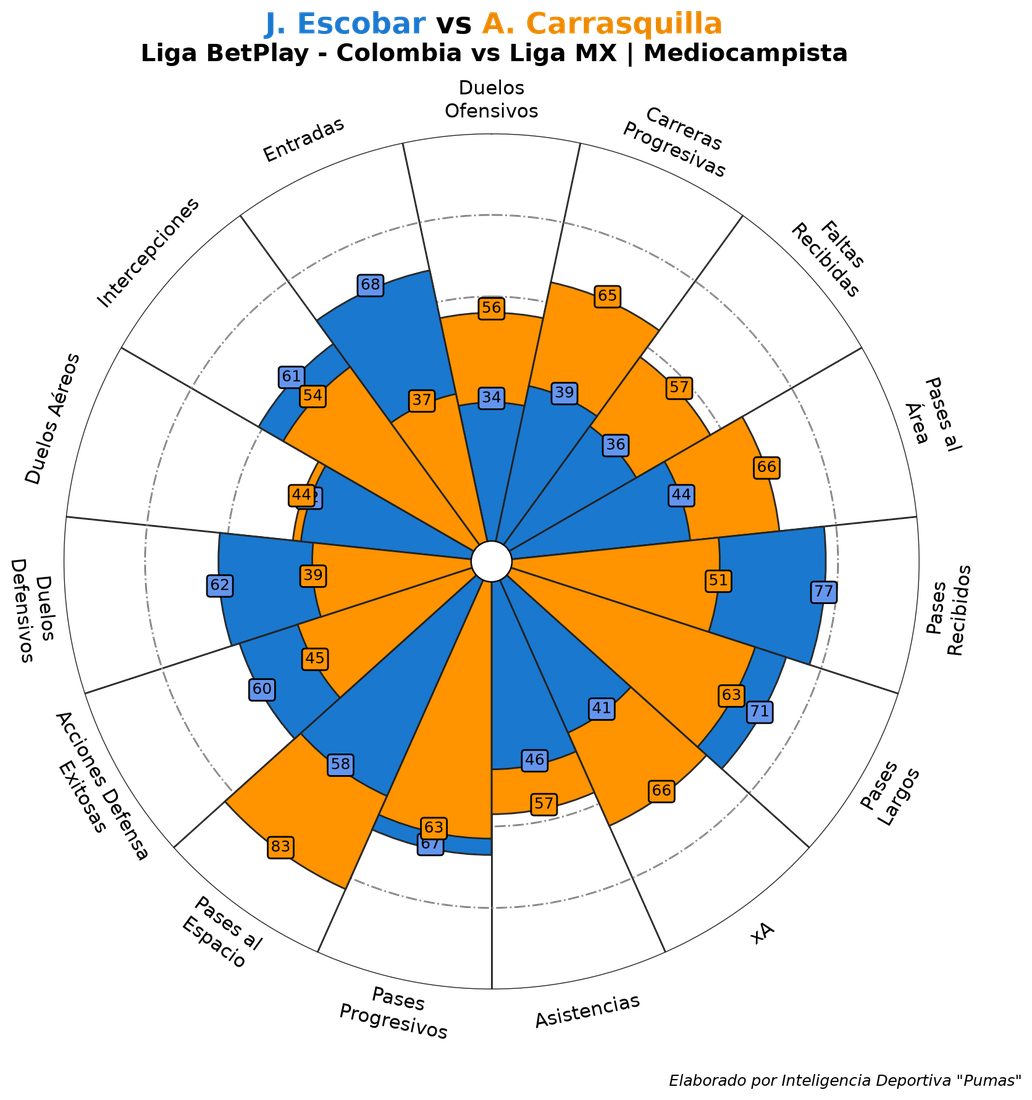 J. Escobar vs A. Carrasquilla
Liga BetPlay - Colombia vs Liga MX | Mediocampista
Duelos
Ofensivos
Carreras
Progresivas
Faltas
Recibidas
Pases al
Área
Pases
Recibidos
Pases
Largos
xA
Asistencias
Pases
Progresivos
Pases al
Espacio
Acciones Defensa
Exitosas
Duelos
Defensivos
Duelos Aéreos
Intercepciones
Entradas
56
34
65
39
57
36
66
44
77
51
71
63
66
41
57
46
63
67
83
58
60
45
62
39
44
61
54
68
37
Elaborado por Inteligencia Deportiva "Pumas"